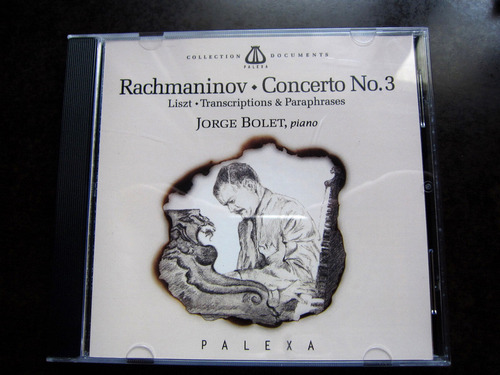 COLLECTION DOCUMENTS
PALEXA
Rachmaninov • Concerto No. 3
Liszt • Transcriptions & Paraphrases
JORGE BOLET, piano
PALEXA